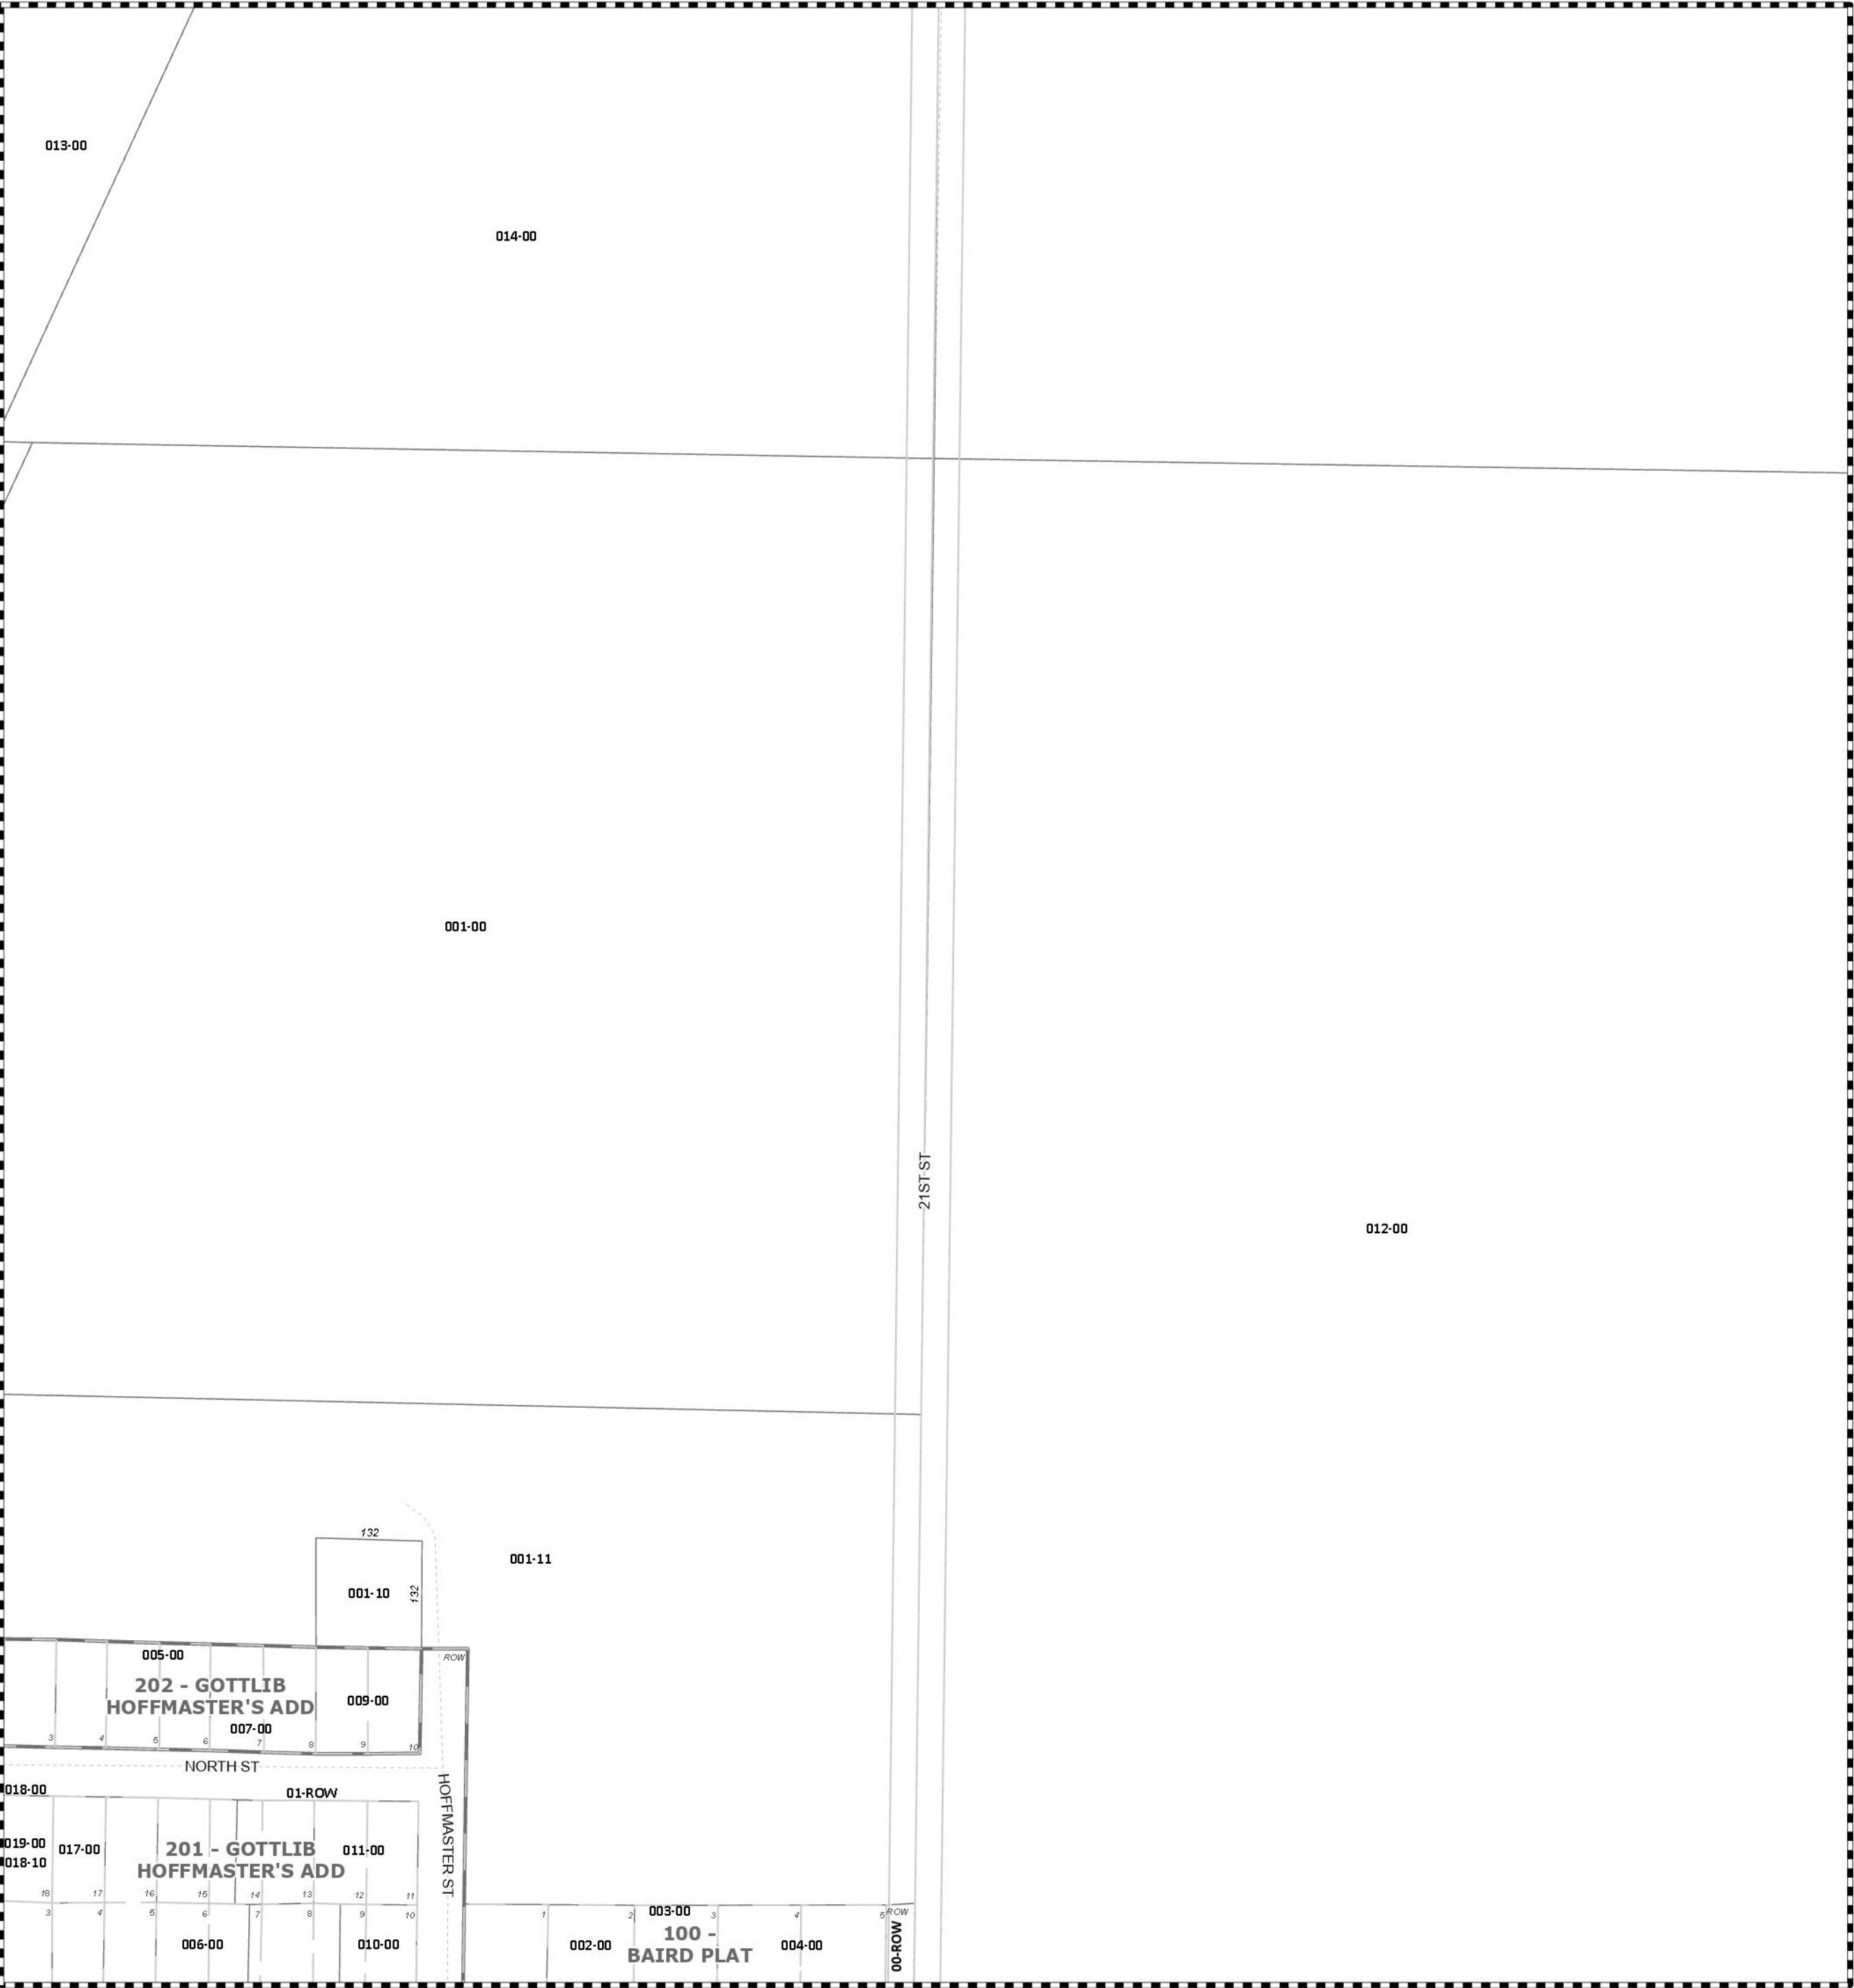 013-00
014-00
001-00
21ST ST
012-00
132
001-11
001-10
132
005-00
ROW
202 - GOTTLIB
HOFFMASTER'S ADD
009-00
007-00
3 4 5 6 7 8 9 10
NORTH ST
018-00
01-ROW
HOFFMASTER ST
019-00
017-00
201 - GOTTLIB
011-00
018-10
HOFFMASTER'S ADD
18 17 16 15 14 13 12 11
3 4 5 6 7 8 9 10
003-00
1 2 3 4 5 ROW
100 -
BAIRD PLAT
006-00
010-00
002-00
004-00
00-ROW